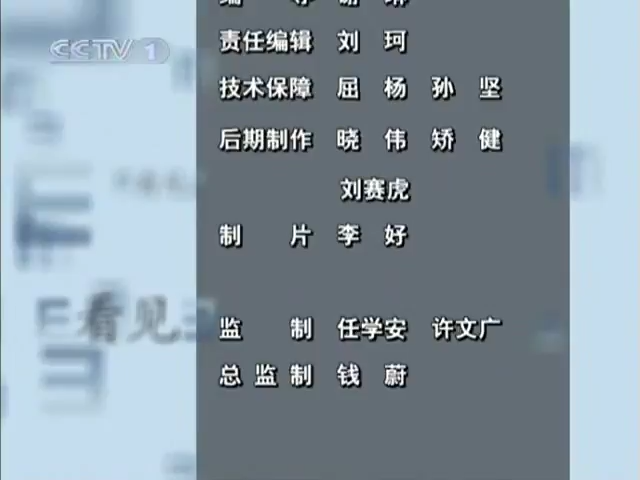 CCTV 1
责任编辑 刘 珂
技术保障 屈 杨 孙 坚
后期制作 晓 伟 矫 健
刘赛虎
制 片 李 好
看见
监 制 任学安 许文广
总 监 制 钱 蔚